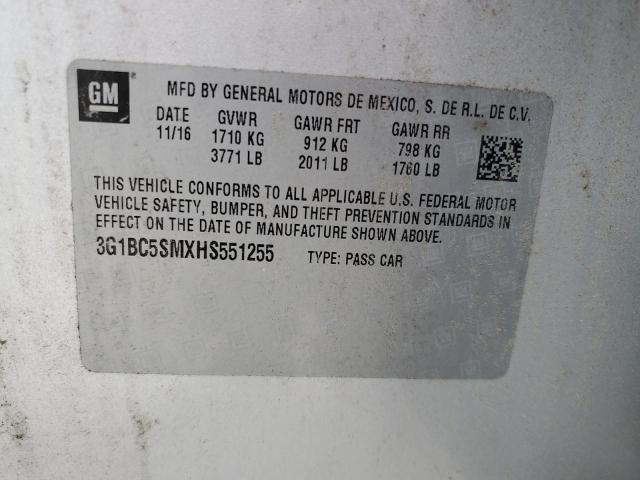 GM
MFD BY GENERAL MOTORS DE MEXICO, S. DE R.L. DE C.V.
DATE GVWR GAWR FRT GAWR RR
11/16 1710 KG 912 KG 798 KG
3771 LB 2011 LB 1760 LB
THIS VEHICLE CONFORMS TO ALL APPLICABLE U.S. FEDERAL MOTOR
VEHICLE SAFETY, BUMPER, AND THEFT PREVENTION STANDARDS IN
EFFECT ON THE DATE OF MANUFACTURE SHOWN ABOVE.
3G1BC5SMXHS551255 TYPE: PASS CAR